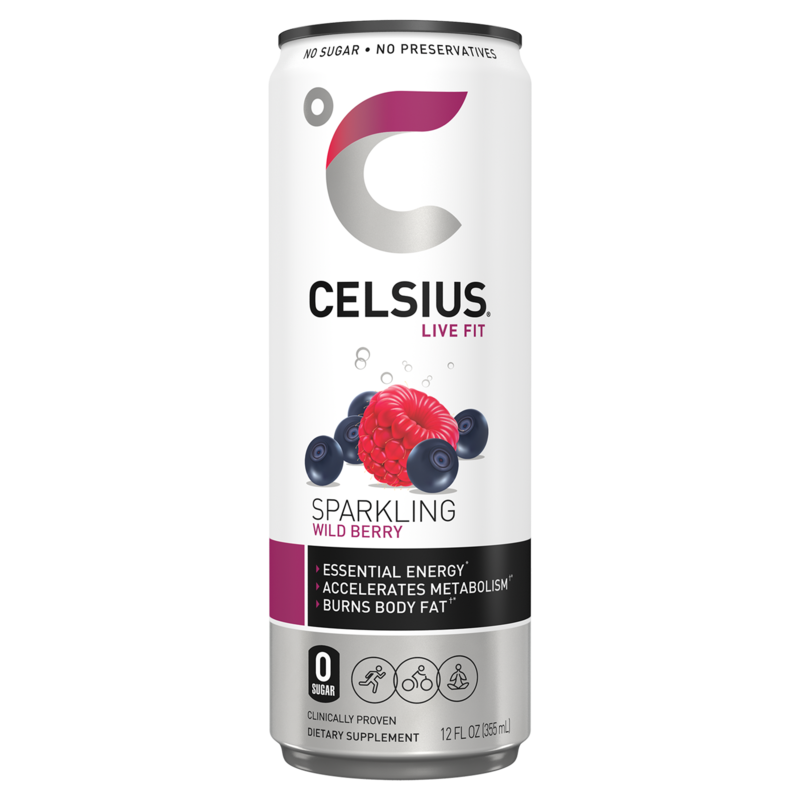 NO SUGAR • NO PRESERVATIVES
CELSIUS®
LIVE FIT
SPARKLING
WILD BERRY
ESSENTIAL ENERGY*
ACCELERATES METABOLISM†*
BURNS BODY FAT†*
0
SUGAR
CLINICALLY PROVEN
DIETARY SUPPLEMENT
12 FL OZ (355 mL)